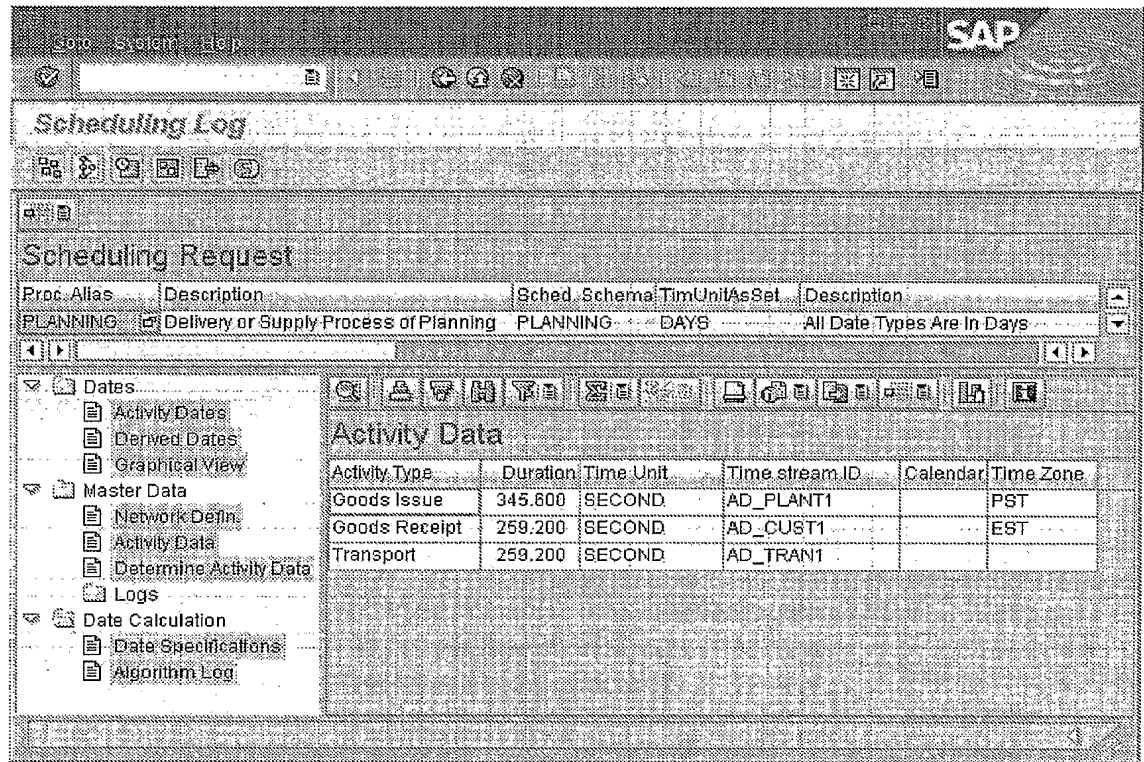 Goto System Help
SAP
Scheduling Log
Scheduling Request
Proc. Alias Description Sched. Schema TimUnitAsSet Description
PLANNING Delivery or Supply Process of Planning PLANNING DAYS All Date Types Are In Days
Dates
Activity Dates
Derived Dates
Graphical View
Master Data
Network Defin.
Activity Data
Determine Activity Data
Logs
Date Calculation
Date Specifications
Algorithm Log
Activity Data
Activity Type Duration Time Unit Time stream ID Calendar Time Zone
Goods Issue 345.600 SECOND AD_PLANT1 PST
Goods Receipt 259.200 SECOND AD_CUST1 EST
Transport 259.200 SECOND AD_TRAN1